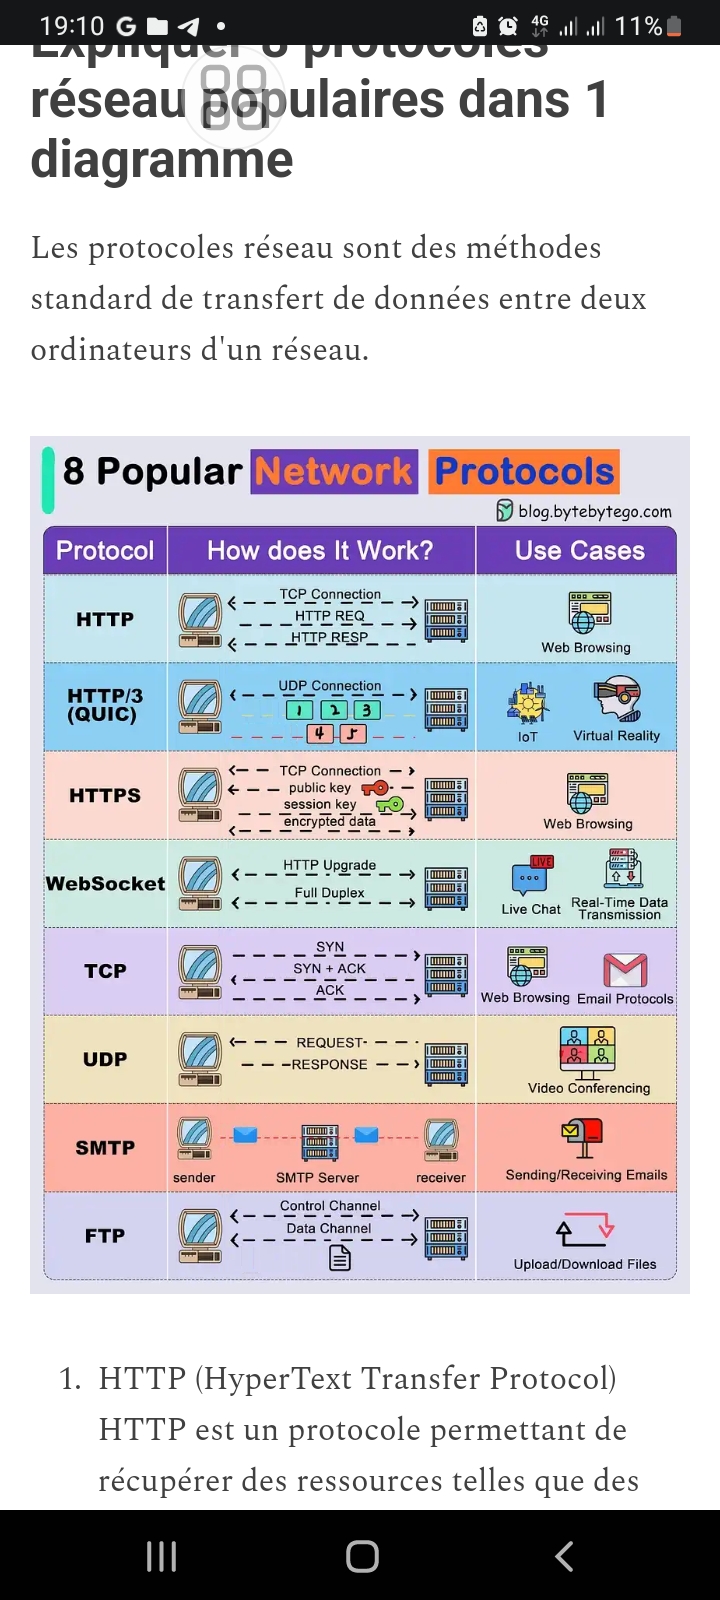 19:10 G 4G 11%
Expliquer 8 protocoles
réseau populaires dans 1
diagramme
Les protocoles réseau sont des méthodes
standard de transfert de données entre deux
ordinateurs d'un réseau.
8 Popular Network Protocols
blog.bytebytego.com
Protocol How does It Work? Use Cases
HTTP
TCP Connection
HTTP REQ
HTTP RESP
Web Browsing
HTTP/3
(QUIC)
UDP Connection
1 2 3
4 5
IoT Virtual Reality
HTTPS
TCP Connection
public key
session key
encrypted data
Web Browsing
WebSocket
HTTP Upgrade
Full Duplex
LIVE
Live Chat
Real-Time Data
Transmission
TCP
SYN
SYN + ACK
ACK
Web Browsing Email Protocols
UDP
REQUEST
RESPONSE
Video Conferencing
SMTP
sender SMTP Server receiver
Sending/Receiving Emails
FTP
Control Channel
Data Channel
Upload/Download Files
1. HTTP (HyperText Transfer Protocol)
HTTP est un protocole permettant de
récupérer des ressources telles que des